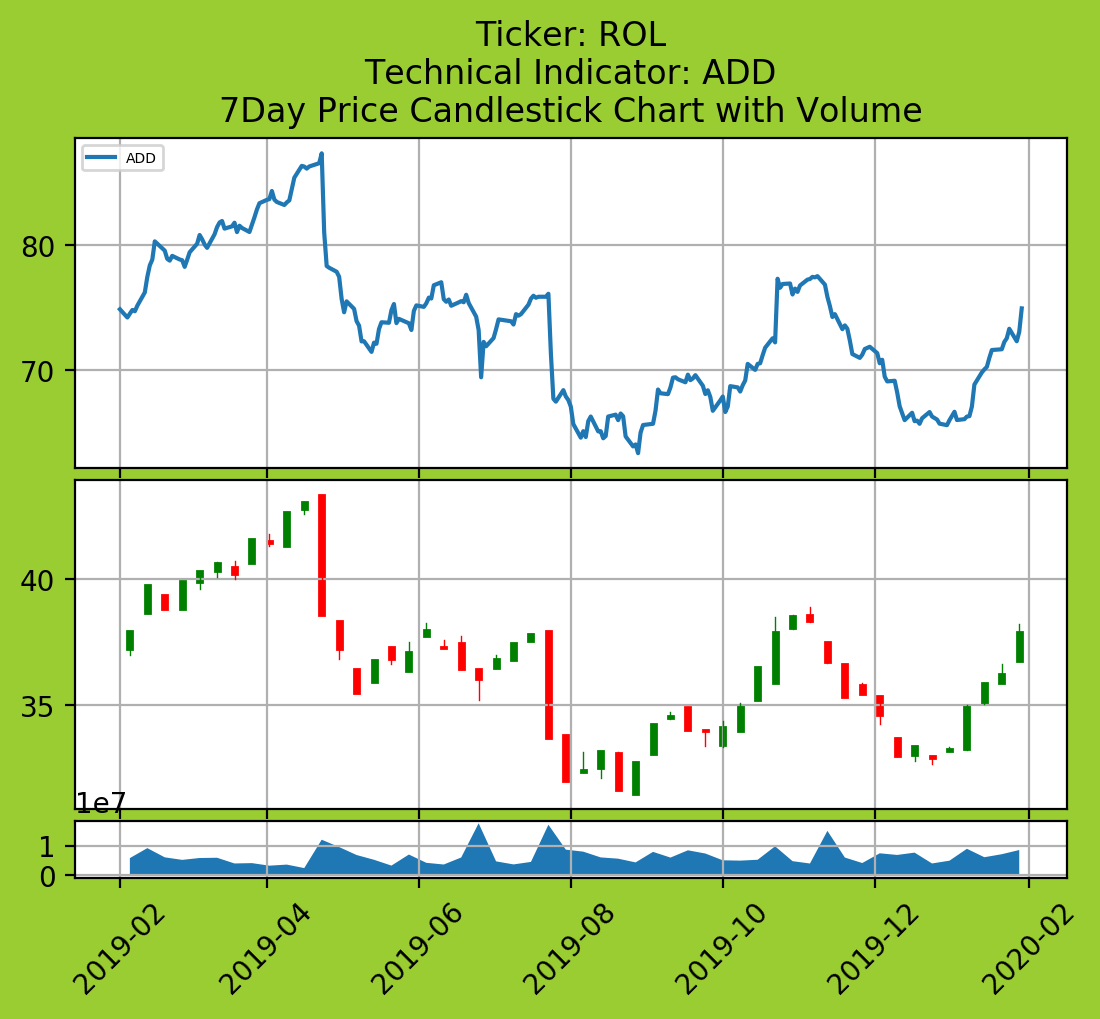 Ticker: ROL
Technical Indicator: ADD
7Day Price Candlestick Chart with Volume
ADD
80
70
40
35
1e7
1
0
2019-02
2019-04
2019-06
2019-08
2019-10
2019-12
2020-02